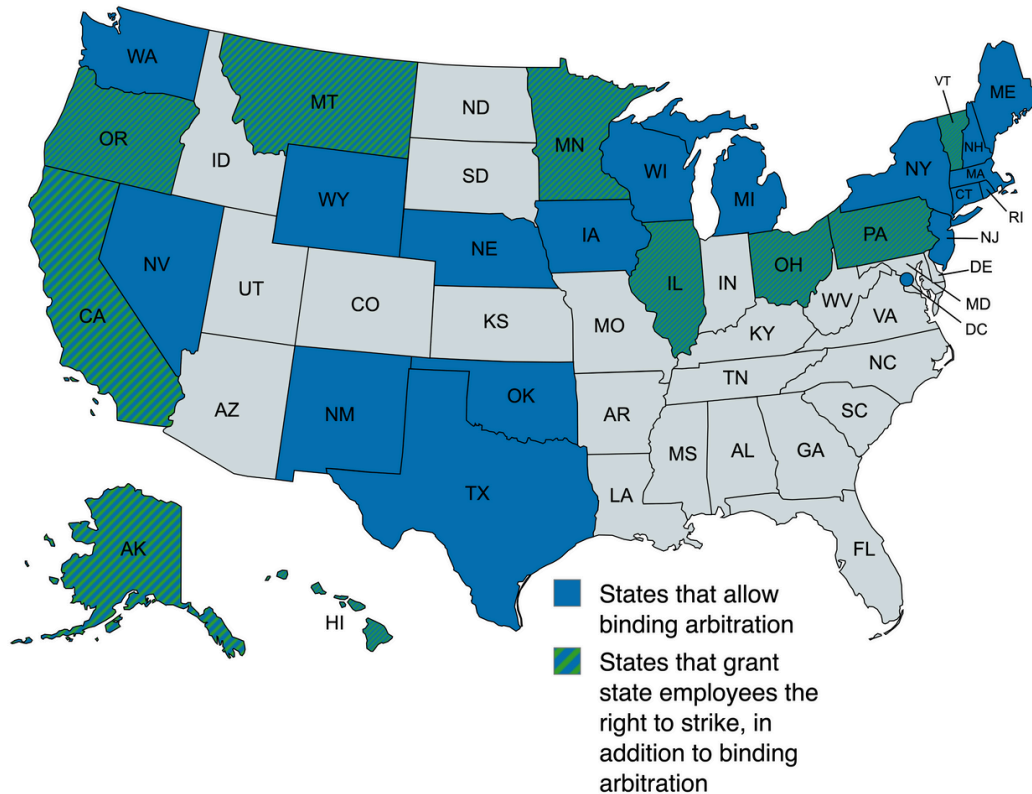 WA
MT
ND
MN
VT
ME
OR
ID
SD
WI
MI
NY
NH
MA
CT
RI
WY
NE
IA
PA
NJ
NV
UT
CO
KS
IL
IN
OH
WV
DE
MD
DC
VA
CA
MO
KY
NC
TN
AZ
NM
OK
AR
SC
MS
AL
GA
TX
LA
FL
AK
HI
States that allow
binding arbitration
States that grant
state employees the
right to strike, in
addition to binding
arbitration